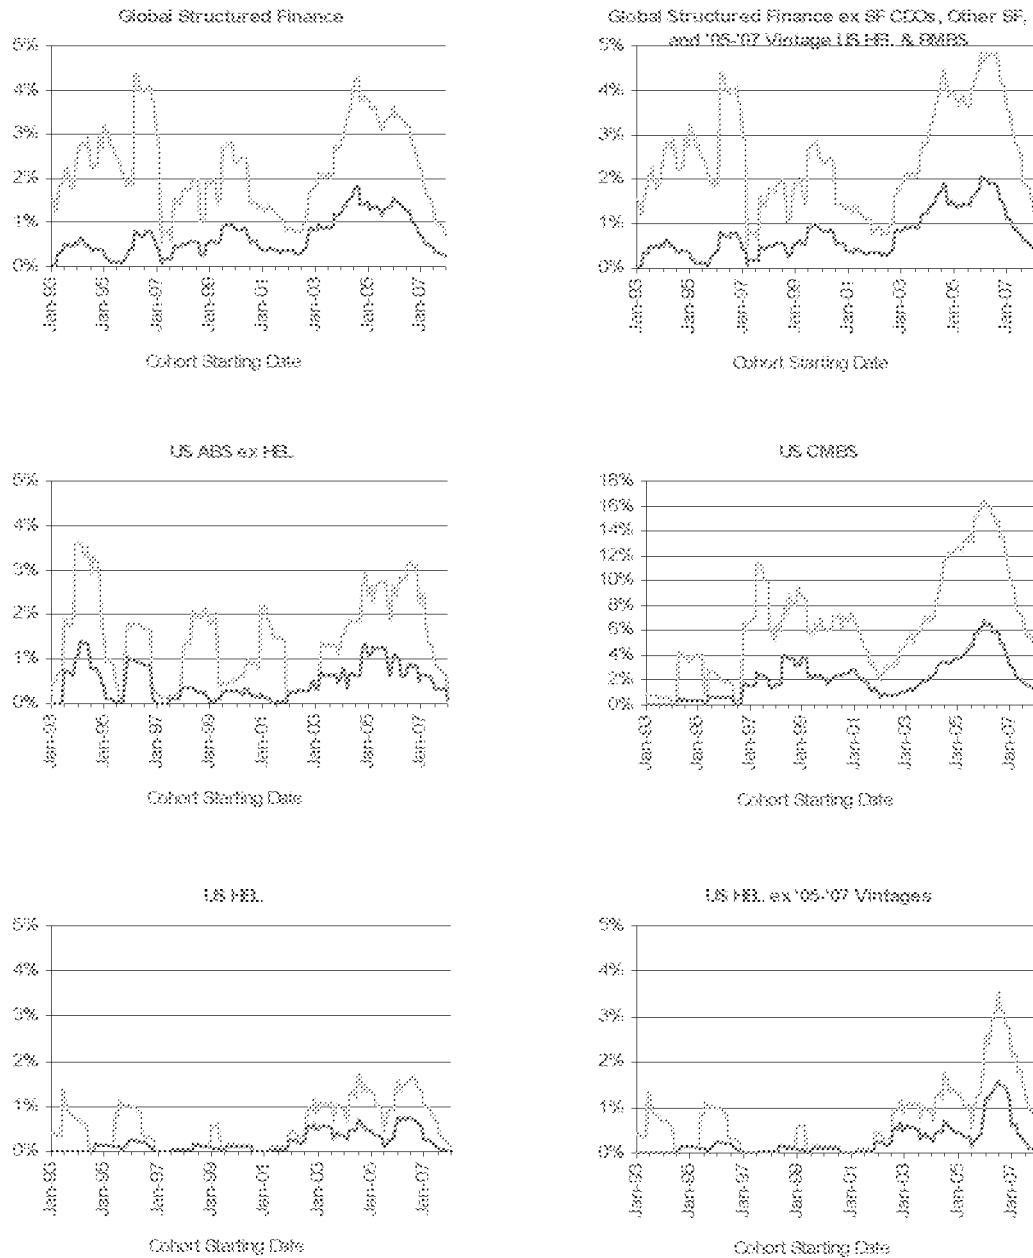 Global Structured Finance
5%
4%
3%
2%
1%
0%
Jan-93
Jan-95
Jan-97
Jan-99
Jan-01
Jan-03
Jan-05
Jan-07
Cohort Starting Date
Global Structured Finance ex SF CDOs, Other SF,
and '05-'07 Vintage US HEL & RMBS
5%
4%
3%
2%
1%
0%
Jan-93
Jan-95
Jan-97
Jan-99
Jan-01
Jan-03
Jan-05
Jan-07
Cohort Starting Date
US ABS ex HEL
5%
4%
3%
2%
1%
0%
Jan-93
Jan-95
Jan-97
Jan-99
Jan-01
Jan-03
Jan-05
Jan-07
Cohort Starting Date
US CMBS
18%
16%
14%
12%
10%
8%
6%
4%
2%
0%
Jan-93
Jan-95
Jan-97
Jan-99
Jan-01
Jan-03
Jan-05
Jan-07
Cohort Starting Date
US HEL
5%
4%
3%
2%
1%
0%
Jan-93
Jan-95
Jan-97
Jan-99
Jan-01
Jan-03
Jan-05
Jan-07
Cohort Starting Date
US HEL ex '05-'07 Vintages
5%
4%
3%
2%
1%
0%
Jan-93
Jan-95
Jan-97
Jan-99
Jan-01
Jan-03
Jan-05
Jan-07
Cohort Starting Date